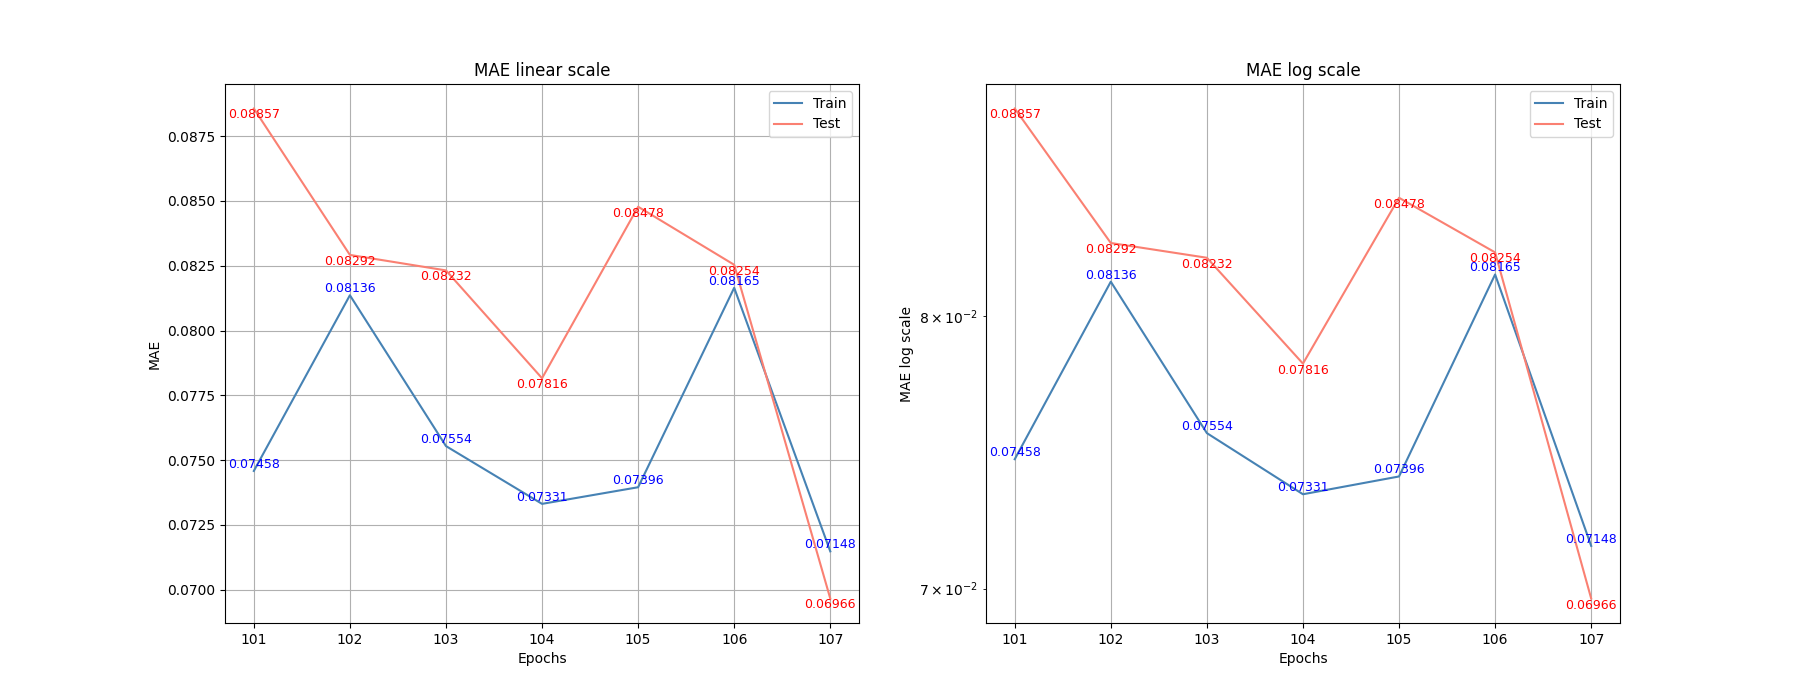 MAE linear scale
Train
Test
0.08857
0.08292
0.08232
0.07816
0.08478
0.08254
0.06966
0.07458
0.08136
0.07554
0.07331
0.07396
0.08165
0.07148
MAE
0.0875
0.0850
0.0825
0.0800
0.0775
0.0750
0.0725
0.0700
101 102 103 104 105 106 107
Epochs
MAE log scale
Train
Test
0.08857
0.08292
0.08232
0.07816
0.08478
0.08254
0.06966
0.07458
0.08136
0.07554
0.07331
0.07396
0.08165
0.07148
MAE log scale
8 × 10⁻²
7 × 10⁻²
101 102 103 104 105 106 107
Epochs